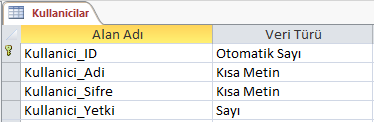 Kullanicilar
Alan Adı Veri Türü
Kullanici_ID Otomatik Sayı
Kullanici_Adi Kısa Metin
Kullanici_Sifre Kısa Metin
Kullanici_Yetki Sayı